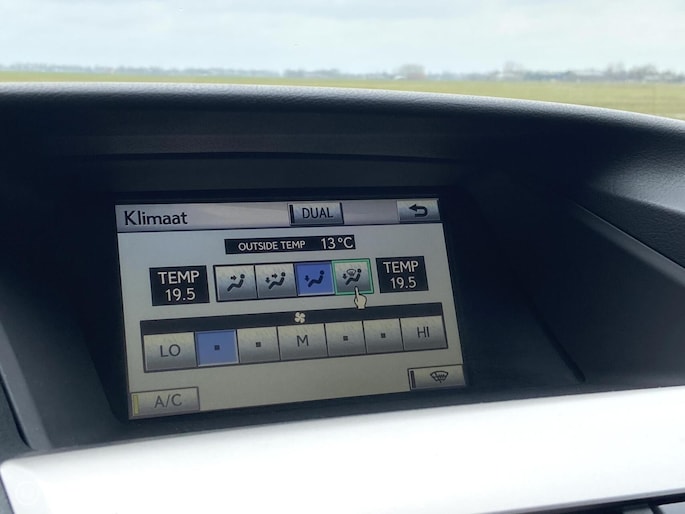 Klimaat
DUAL
OUTSIDE TEMP 13°C
TEMP
19.5
TEMP
19.5
LO
M
HI
A/C